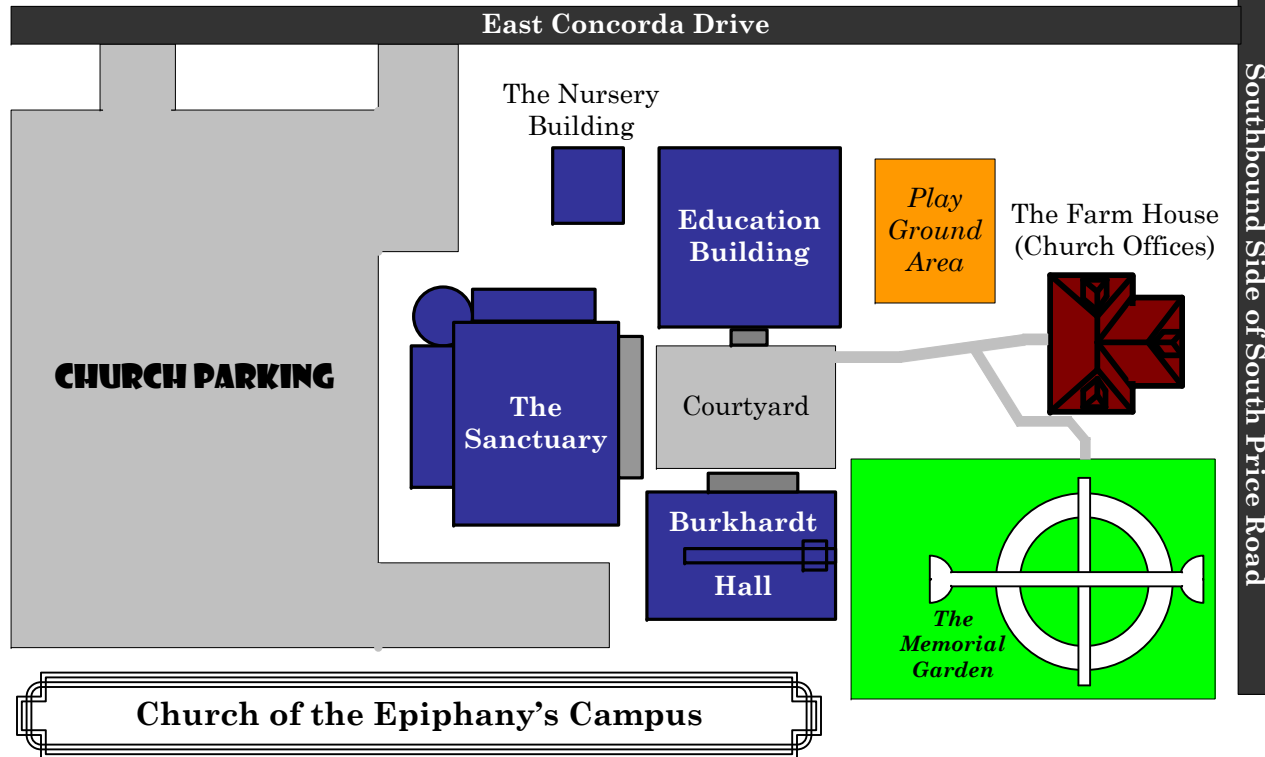 East Concorda Drive
Southbound Side of South Price Road
The Nursery
Building
Education
Building
Play
Ground
Area
The Farm House
(Church Offices)
CHURCH PARKING
The
Sanctuary
Courtyard
Burkhardt
Hall
The
Memorial
Garden
Church of the Epiphany's Campus